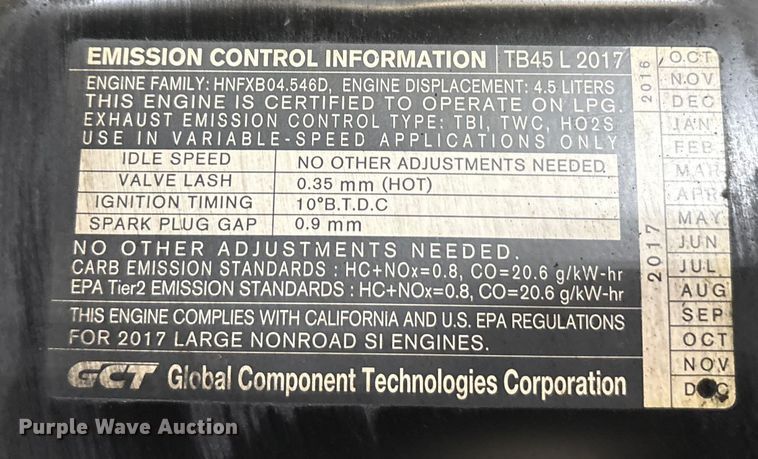 EMISSION CONTROL INFORMATION TB45 L 2017
ENGINE FAMILY: HNFXB04.546D, ENGINE DISPLACEMENT: 4.5 LITERS
THIS ENGINE IS CERTIFIED TO OPERATE ON LPG.
EXHAUST EMISSION CONTROL TYPE: TBI, TWC, HO2S
USE IN VARIABLE-SPEED APPLICATIONS ONLY
IDLE SPEED NO OTHER ADJUSTMENTS NEEDED.
VALVE LASH 0.35 mm (HOT)
IGNITION TIMING 10°B.T.D.C
SPARK PLUG GAP 0.9 mm
NO OTHER ADJUSTMENTS NEEDED.
CARB EMISSION STANDARDS : HC+NOx=0.8, CO=20.6 g/kW-hr
EPA Tier2 EMISSION STANDARDS : HC+NOx=0.8, CO=20.6 g/kW-hr
THIS ENGINE COMPLIES WITH CALIFORNIA AND U.S. EPA REGULATIONS
FOR 2017 LARGE NONROAD SI ENGINES.
GCT Global Component Technologies Corporation
2016
OCT
NOV
DEC
2017
JAN
FEB
MAR
APR
MAY
JUN
JUL
AUG
SEP
OCT
NOV
DEC
Purple Wave Auction